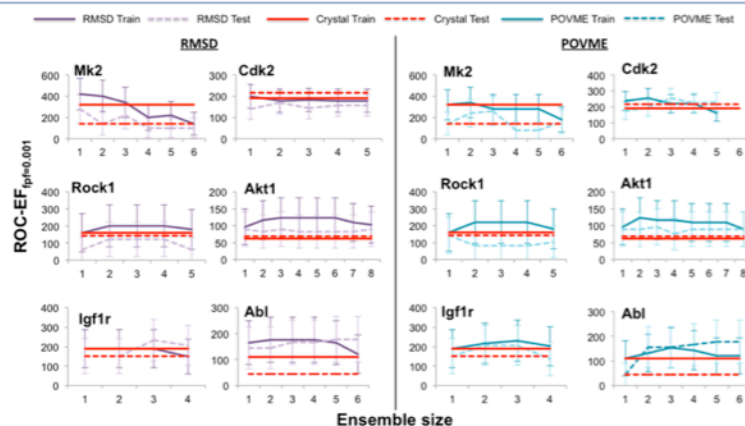 RMSD Train RMSD Test Crystal Train Crystal Test POVME Train POVME Test
RMSD POVME
Mk2 Cdk2 Mk2 Cdk2
600 300 600 400
400 200 400 300
200 100 200 200
0 0 0 100
0
1 2 3 4 5 6 1 2 3 4 5 1 2 3 4 5 6 1 2 3 4 5 6
ROC-EFfpf=0.001
Rock1 Akt1 Rock1 Akt1
400 200 400 200
300 150 300 150
200 100 200 100
100 50 100 50
0 0 0 0
1 2 3 4 5 1 2 3 4 5 6 7 8 1 2 3 4 5 1 2 3 4 5 6 7 8
Igf1r Abl Igf1r Abl
400 300 400 300
300 200 300 200
200 100 200 100
100 0 100 0
0 0
1 2 3 4 1 2 3 4 5 6 1 2 3 4 1 2 3 4 5 6
Ensemble size